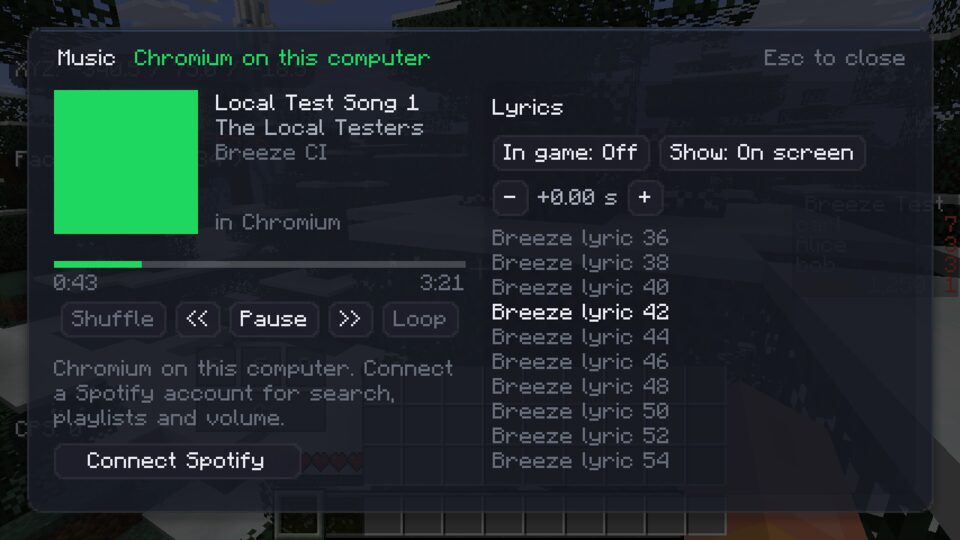 Music Chromium on this computer
Esc to close
Local Test Song 1
The Local Testers
Breeze CI
in Chromium
0:43
3:21
Shuffle << Pause >> Loop
Chromium on this computer. Connect
a Spotify account for search,
playlists and volume.
Connect Spotify
Lyrics
In game: Off
Show: On screen
- +0.00 s +
Breeze lyric 36
Breeze lyric 38
Breeze lyric 40
Breeze lyric 42
Breeze lyric 44
Breeze lyric 46
Breeze lyric 48
Breeze lyric 50
Breeze lyric 52
Breeze lyric 54
Breeze Test